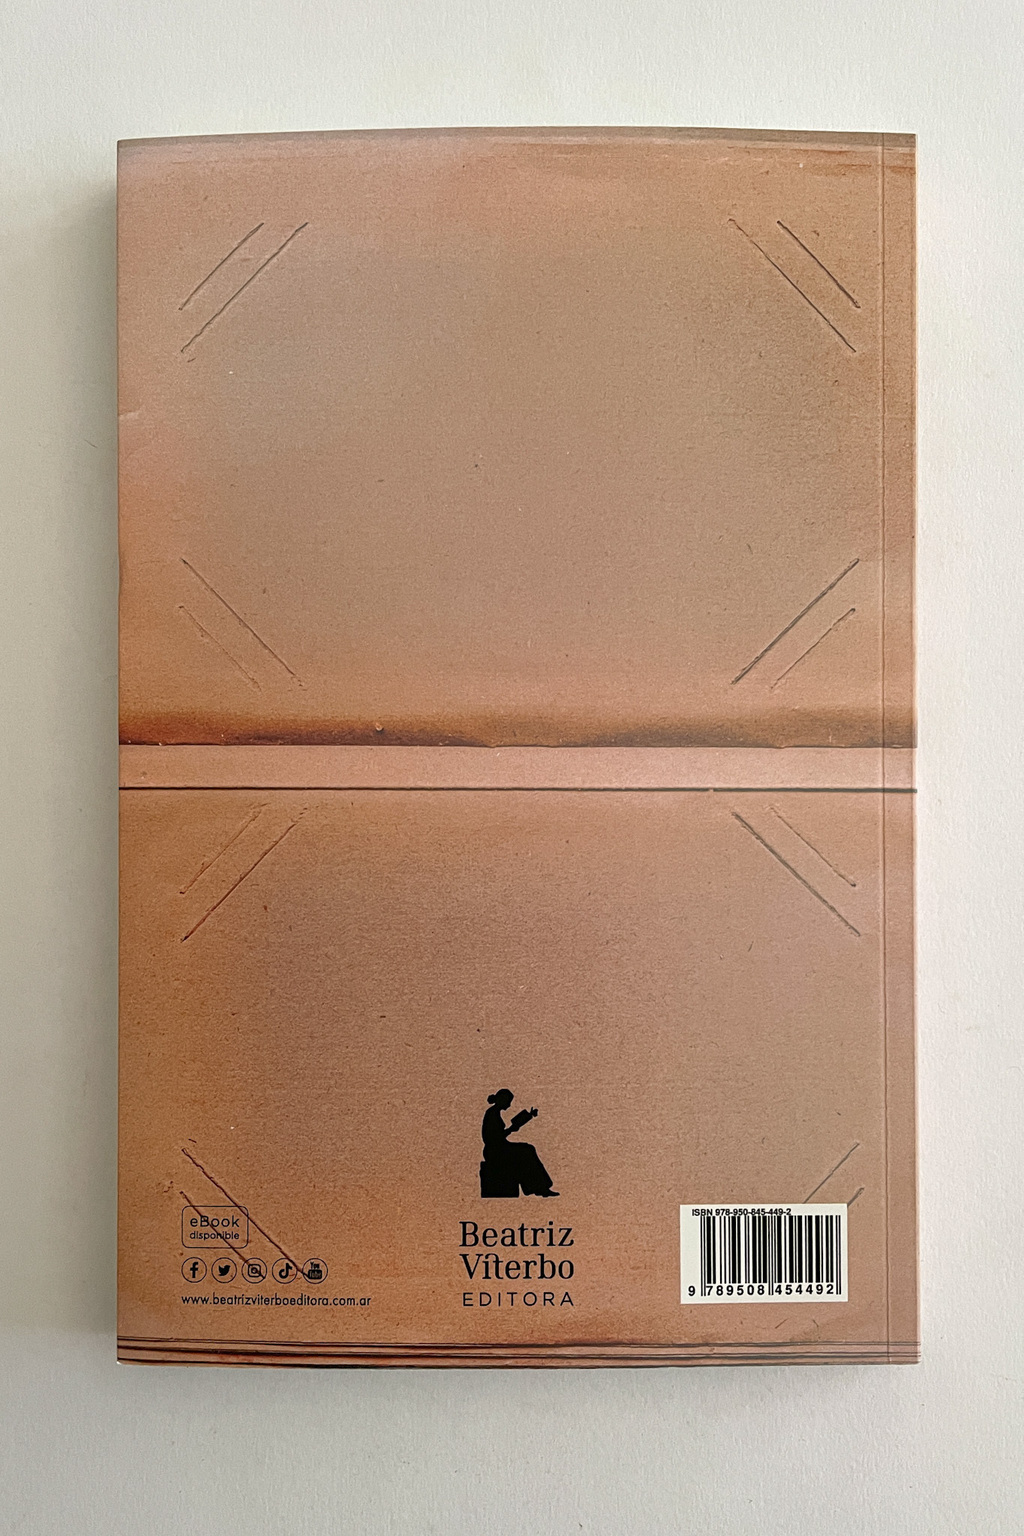 eBook
disponible
www.beatrizviterboeditora.com.ar
Beatriz
Viterbo
EDITORA
ISBN 978-950-845-449-2
9 789508 454492